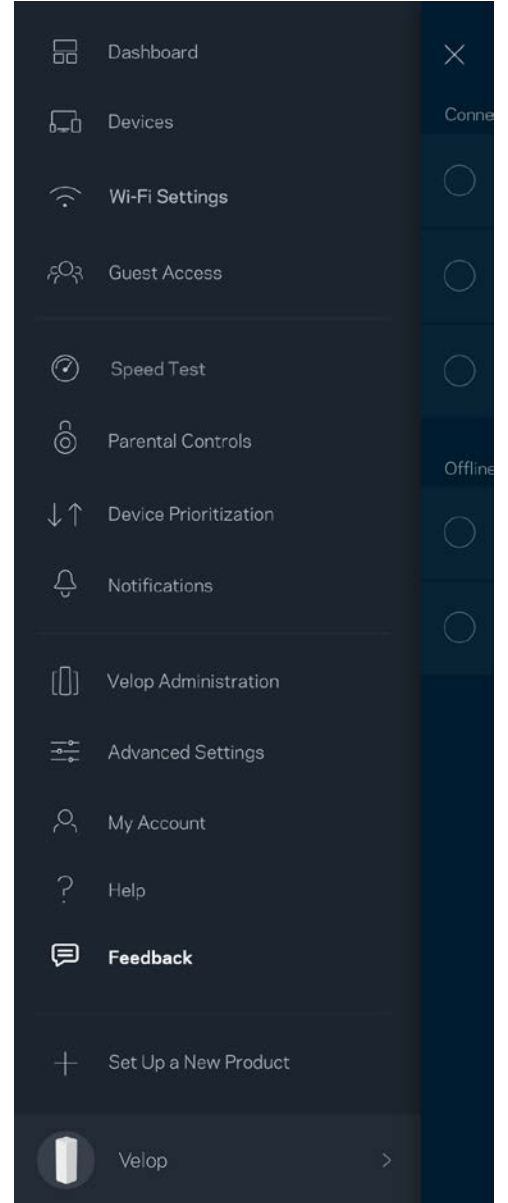 Dashboard
Devices
Conne
Wi-Fi Settings
Guest Access
Speed Test
Parental Controls
Offline
Device Prioritization
Notifications
Velop Administration
Advanced Settings
My Account
Help
Feedback
Set Up a New Product
Velop